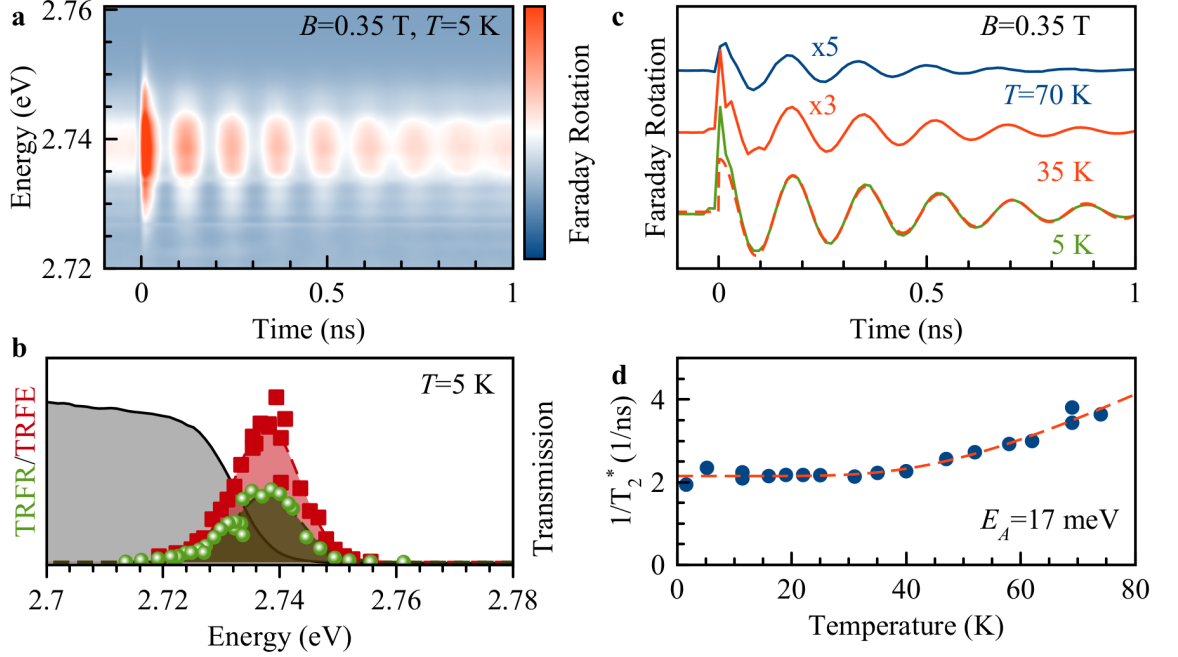 a
2.76
2.74
2.72
Energy (eV)
B=0.35 T, T=5 K
0
0.5
1
Time (ns)
Faraday Rotation
b
TRFR/TRFE
T=5 K
Transmission
2.7
2.72
2.74
2.76
2.78
Energy (eV)
c
Faraday Rotation
B=0.35 T
x5
T=70 K
x3
35 K
5 K
0
0.5
1
Time (ns)
d
1/T2* (1/ns)
4
2
0
E_A=17 meV
0
20
40
60
80
Temperature (K)